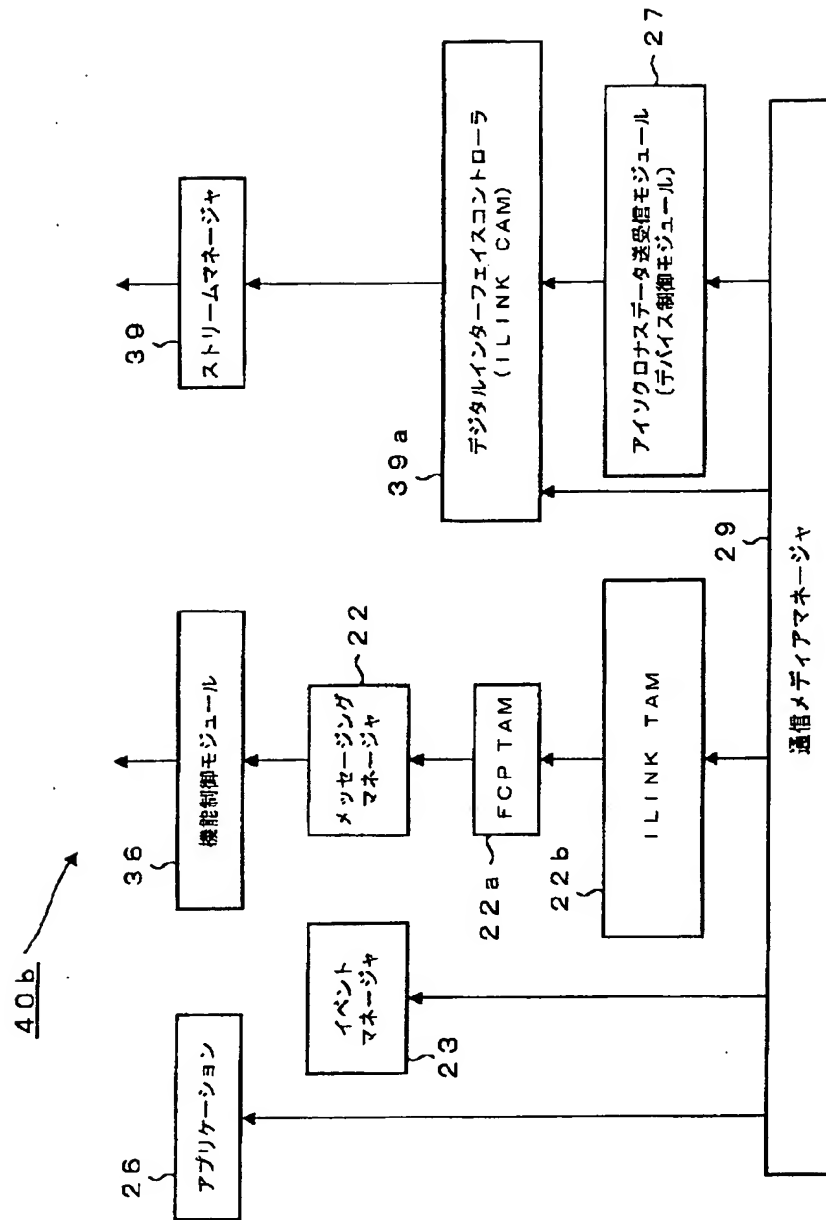 40b
26
アプリケーション
36
機能制御モジュール
39
ストリームマネージャ
イベント
マネージャ
23
メッセージング
マネージャ
22
FCP TAM
22a
ILINK TAM
22b
39a
デジタルインターフェイスコントローラ
(ILINK CAM)
アイソクロナスデータ送受信モジュール
(デバイス制御モジュール)
27
29
通信メディアマネージャ